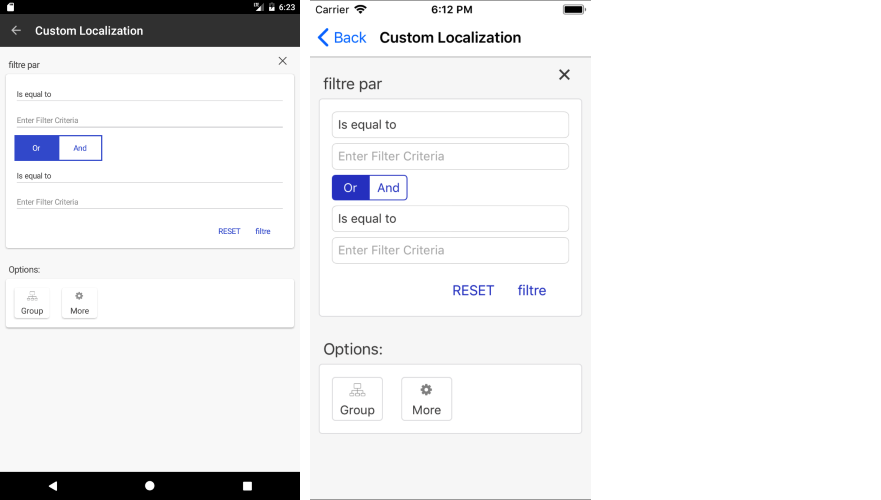 6:23
Custom Localization
filtre par
Is equal to
Enter Filter Criteria
Or And
Is equal to
Enter Filter Criteria
RESET filtre
Options:
Group More
Carrier 6:12 PM
Back Custom Localization
filtre par
Is equal to
Enter Filter Criteria
Or And
Is equal to
Enter Filter Criteria
RESET filtre
Options:
Group More